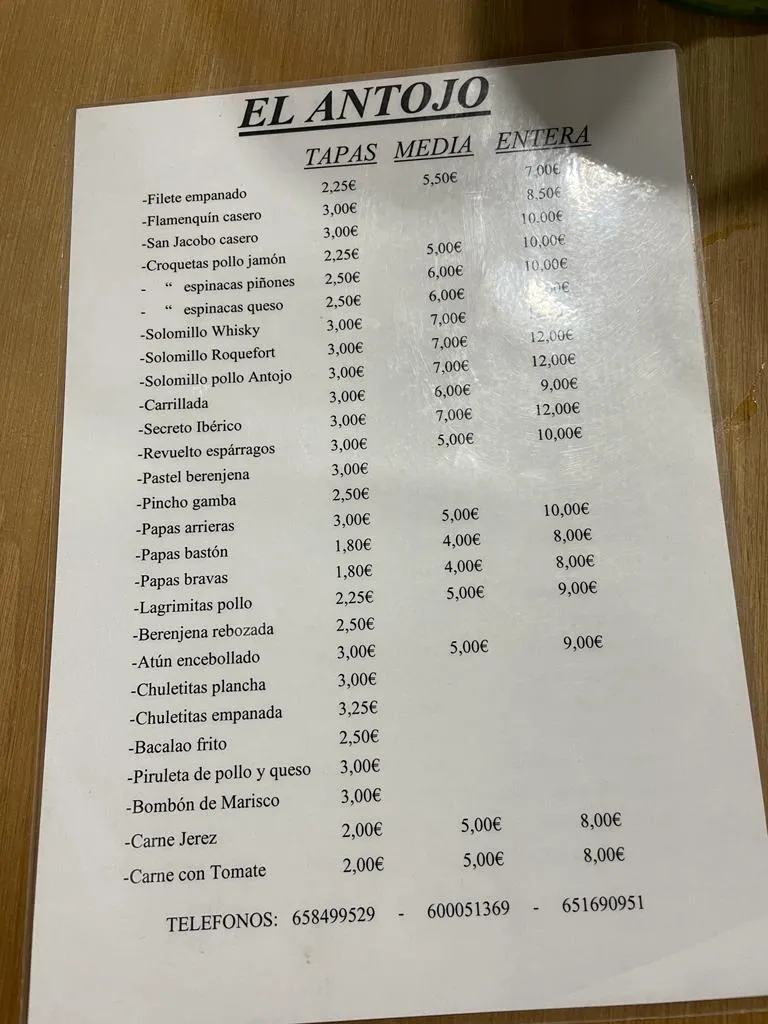 EL ANTOJO
TAPAS MEDIA ENTERA
-Filete empanado 2,25€ 5,50€ 7,00€
-Flamenquín casero 3,00€ 8,50€
-San Jacobo casero 3,00€ 10.00€
-Croquetas pollo jamón 2,25€ 5,00€ 10,00€
- “ espinacas piñones 2,50€ 6,00€ 10,00€
- “ espinacas queso 2,50€ 6,00€
-Solomillo Whisky 3,00€ 7,00€
-Solomillo Roquefort 3,00€ 7,00€ 12,00€
-Solomillo pollo Antojo 3,00€ 7,00€ 12,00€
-Carrillada 3,00€ 6,00€ 9,00€
-Secreto Ibérico 3,00€ 7,00€ 12,00€
-Revuelto espárragos 3,00€ 5,00€ 10,00€
-Pastel berenjena 3,00€
-Pincho gamba 2,50€
-Papas arrieras 3,00€ 5,00€ 10,00€
-Papas bastón 1,80€ 4,00€ 8,00€
-Papas bravas 1,80€ 4,00€ 8,00€
-Lagrimitas pollo 2,25€ 5,00€ 9,00€
-Berenjena rebozada 2,50€
-Atún encebollado 3,00€ 5,00€ 9,00€
-Chuletitas plancha 3,00€
-Chuletitas empanada 3,25€
-Bacalao frito 2,50€
-Piruleta de pollo y queso 3,00€
-Bombón de Marisco 3,00€
-Carne Jerez 2,00€ 5,00€ 8,00€
-Carne con Tomate 2,00€ 5,00€ 8,00€
TELEFONOS: 658499529 - 600051369 - 651690951